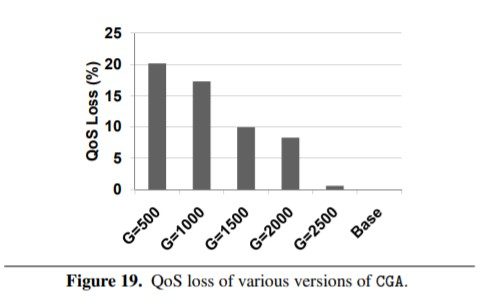 25
20
15
10
5
0
QoS Loss (%)
G=500
G=1000
G=1500
G=2000
G=2500
Base
Figure 19. QoS loss of various versions of CGA.